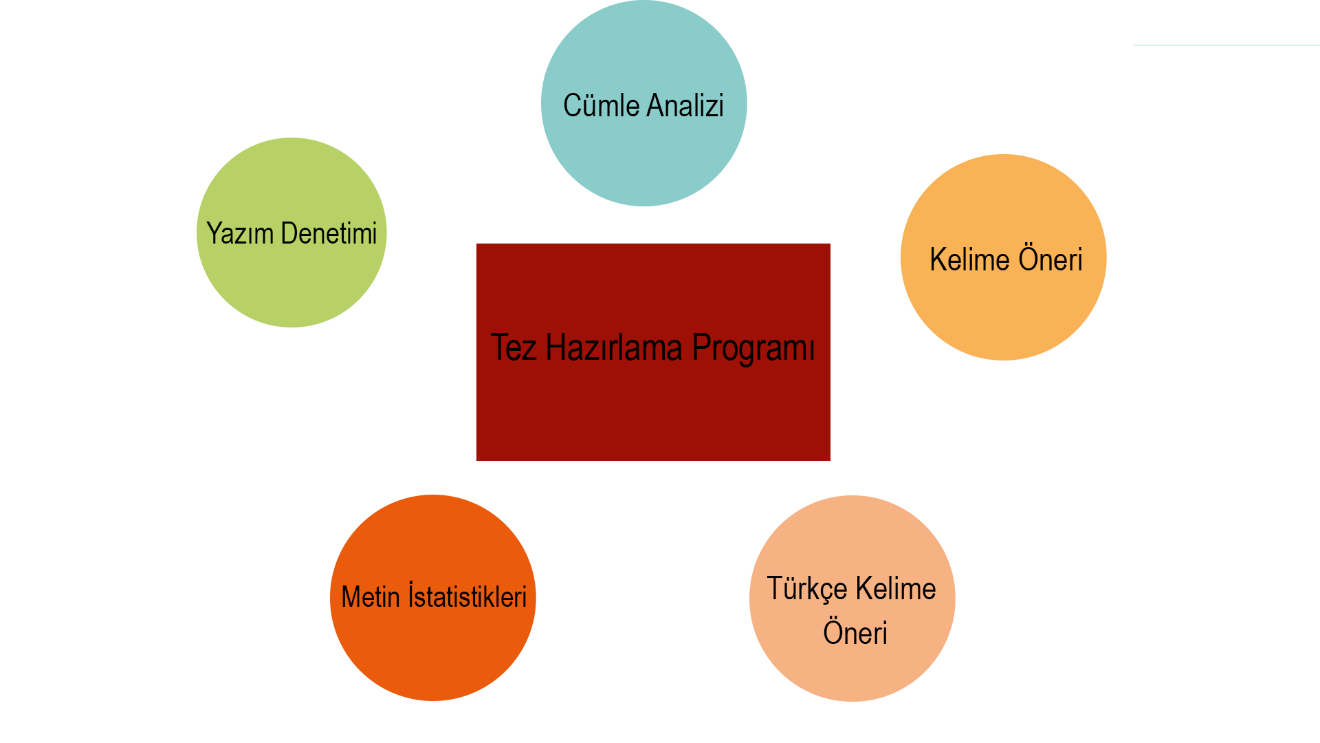 Cümle Analizi
Yazım Denetimi
Kelime Öneri
Tez Hazırlama Programı
Metin İstatistikleri
Türkçe Kelime
Öneri